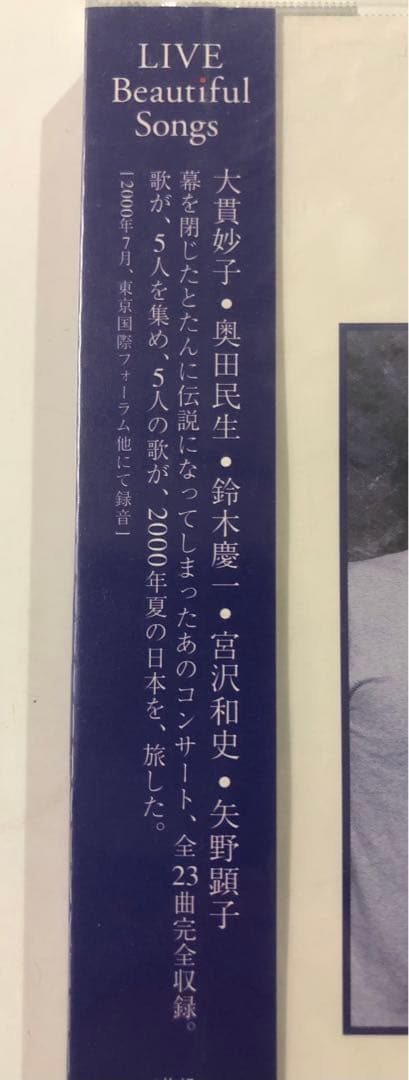 LIVE
Beautiful
Songs
大貫妙子・奥田民生・鈴木慶一・宮沢和史・矢野顕子
幕を閉じたとたんに伝説になってしまったあのコンサート、全23曲完全収録。
歌が、5人を集め、5人の歌が、2000年夏の日本を、旅した。
[2000年7月、東京国際フォーラム他にて録音]